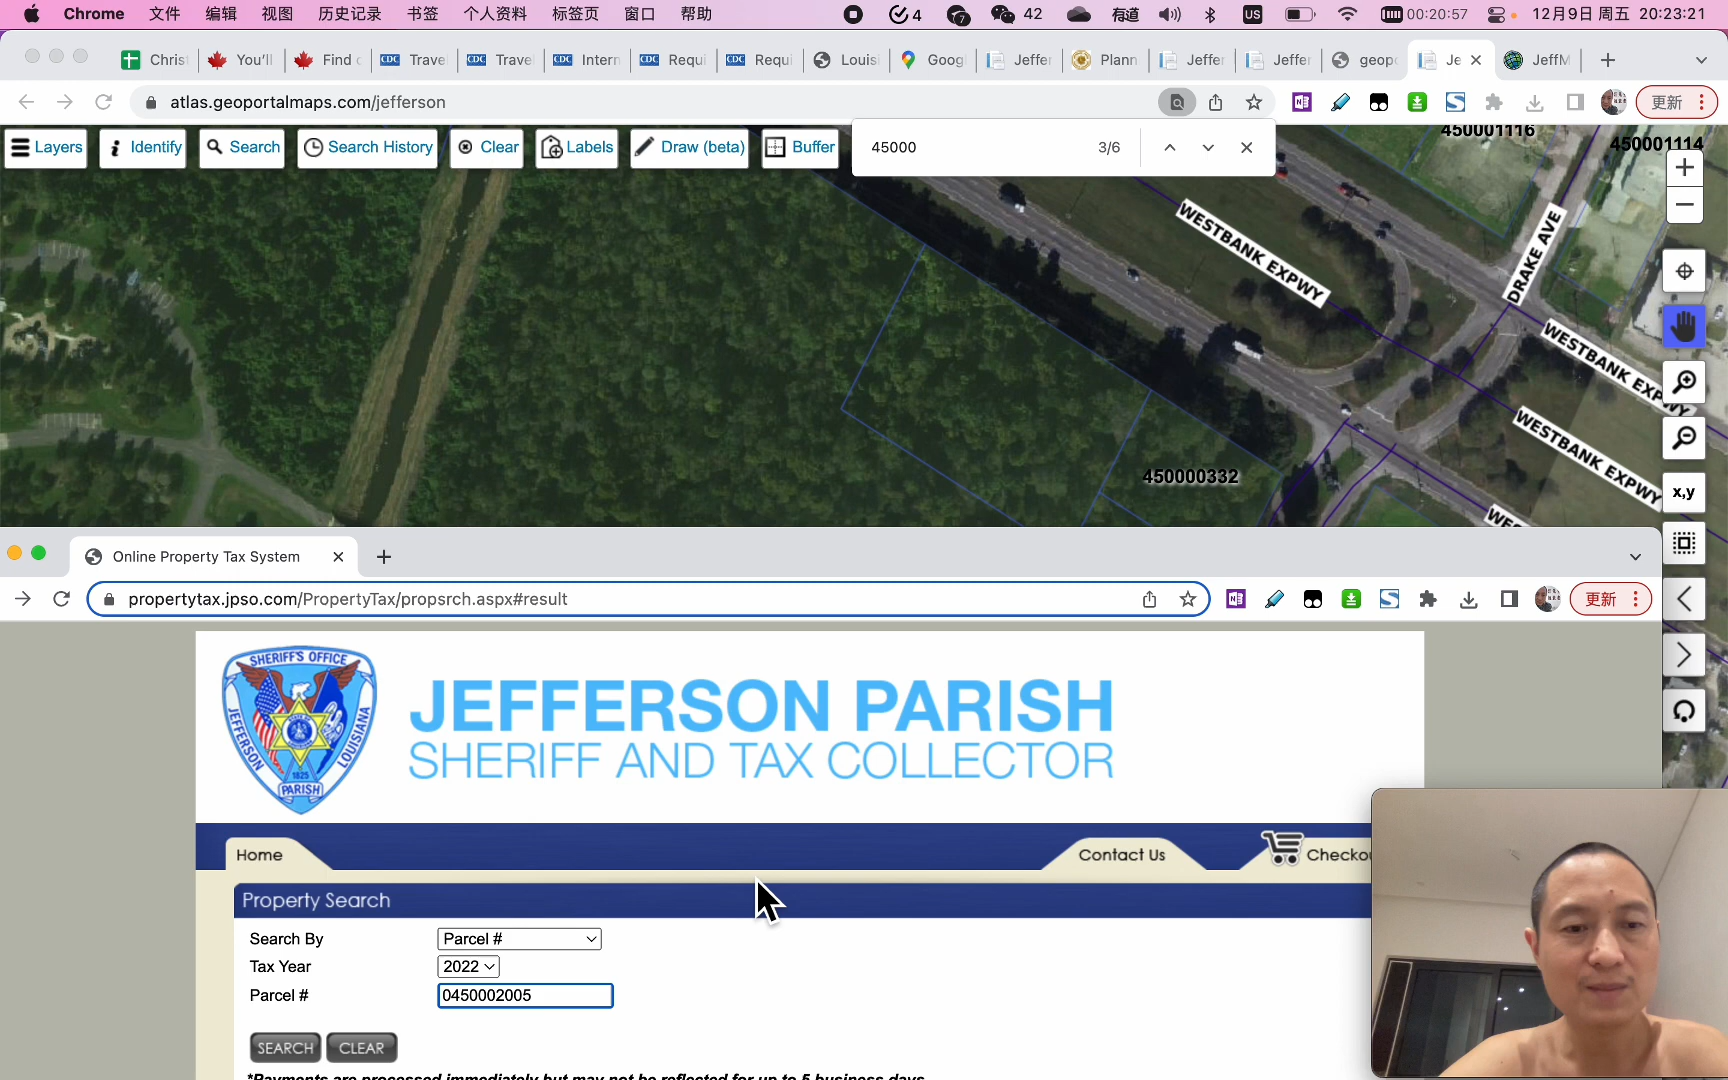 Chrome 文件 编辑 视图 历史记录 书签 个人资料 标签页 窗口 帮助 4 7 42 有道 US 00:20:57 12月9日 周五 20:23:21
Christ You'll Find Trave Trave Intern Requi Requi Louis Goog Jeffer Plann Jeffer Jeffer geop Je JeffM
atlas.geoportalmaps.com/jefferson 更新
Layers Identify Search Search History Clear Labels Draw (beta) Buffer 45000 3/6
450001116
450001114
WESTBANK EXPWY
DRAKE AVE
WESTBANK EXPWY
WESTBANK EXPWY
450000332
x,y
Online Property Tax System
propertytax.jpso.com/PropertyTax/propsrch.aspx#result 更新
SHERIFF'S OFFICE
JEFFERSON
LOUISIANA
1825
PARISH
JEFFERSON PARISH
SHERIFF AND TAX COLLECTOR
Home Contact Us Checkou
Property Search
Search By Parcel #
Tax Year 2022
Parcel # 0450002005
SEARCH CLEAR
*Payments are processed immediately but may not be reflected for up to 5 business days